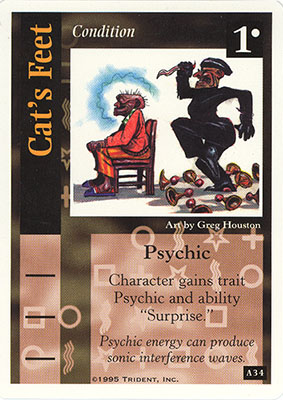 Cat's Feet
Condition
1•
Art by Greg Houston
Psychic
Character gains trait
Psychic and ability
"Surprise."
Psychic energy can produce
sonic interference waves.
©1995 TRIDENT, INC.
A34